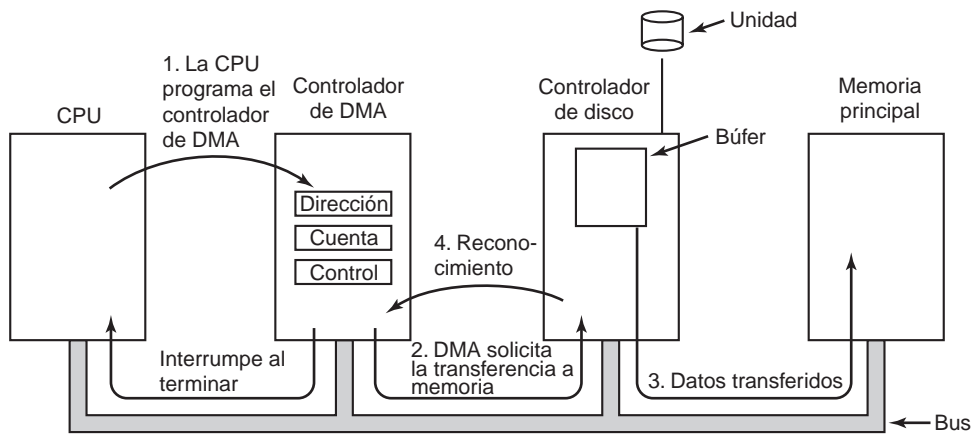 Unidad
1. La CPU
programa el
controlador
de DMA
CPU
Controlador
de DMA
Controlador
de disco
Memoria
principal
Búfer
Dirección
Cuenta
Control
4. Recono-
cimiento
Interrumpe al
terminar
2. DMA solicita
la transferencia a
memoria
3. Datos transferidos
Bus